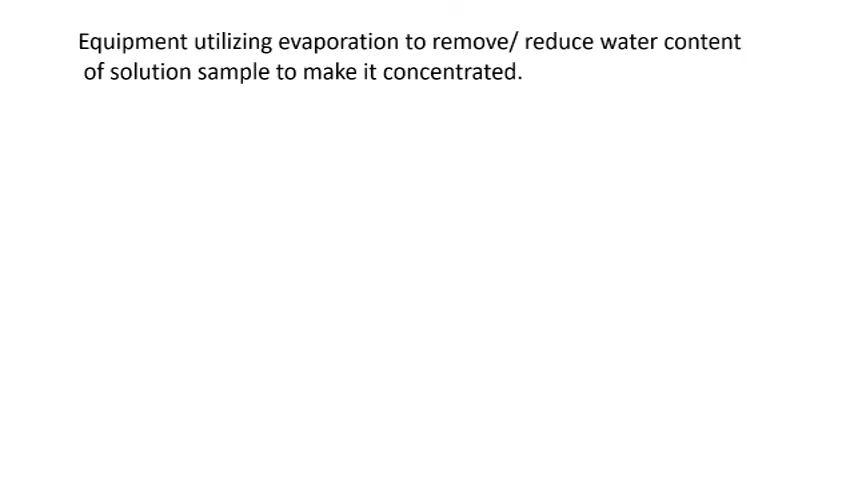 Equipment utilizing evaporation to remove/ reduce water content
of solution sample to make it concentrated.